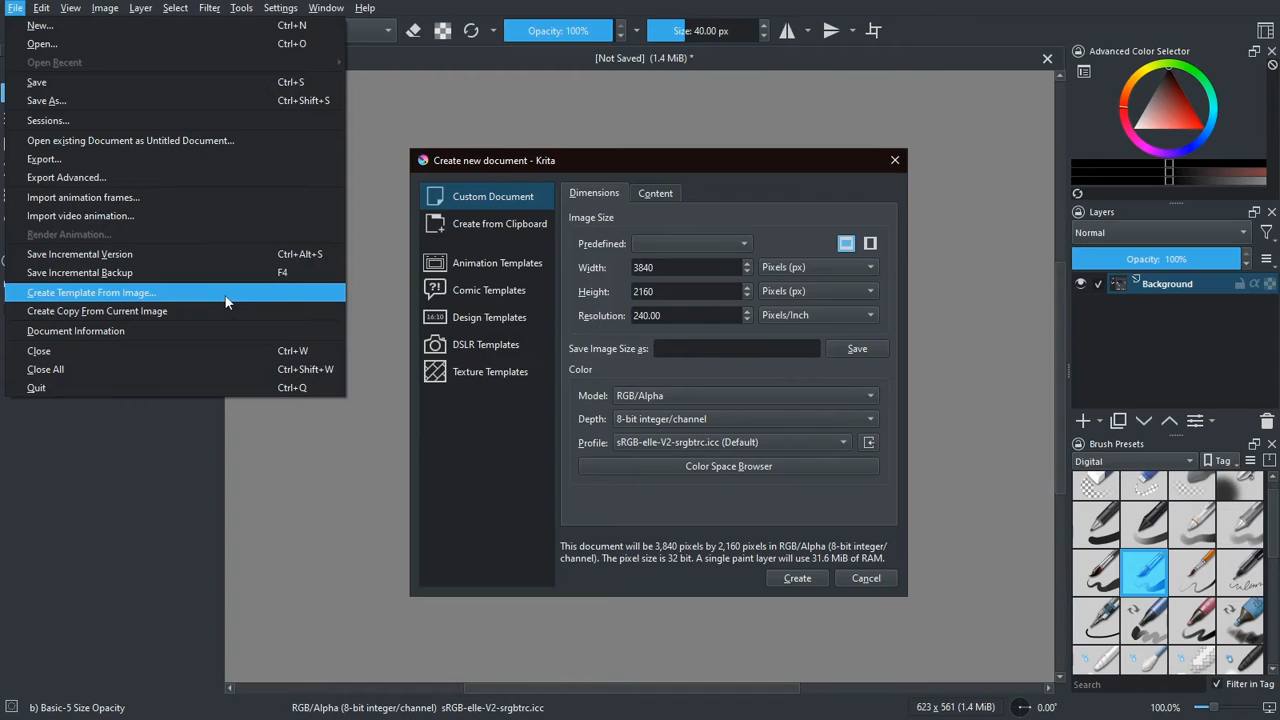 File Edit View Image Layer Select Filter Tools Settings Window Help
New... Ctrl+N
Open... Ctrl+O
Open Recent
Save Ctrl+S
Save As... Ctrl+Shift+S
Sessions...
Open existing Document as Untitled Document...
Export...
Export Advanced...
Import animation frames...
Import video animation...
Render Animation...
Save Incremental Version Ctrl+Alt+S
Save Incremental Backup F4
Create Template From Image...
Create Copy From Current Image
Document Information
Close Ctrl+W
Close All Ctrl+Shift+W
Quit Ctrl+Q
Opacity: 100% Size: 40.00 px
[Not Saved] (1.4 MiB) *
Create new document - Krita
Custom Document
Create from Clipboard
Animation Templates
Comic Templates
16:10 Design Templates
DSLR Templates
Texture Templates
Dimensions Content
Image Size
Predefined:
Width: 3840 Pixels (px)
Height: 2160 Pixels (px)
Resolution: 240.00 Pixels/Inch
Save Image Size as: Save
Color
Model: RGB/Alpha
Depth: 8-bit integer/channel
Profile: sRGB-elle-V2-srgbtrc.icc (Default)
Color Space Browser
This document will be 3,840 pixels by 2,160 pixels in RGB/Alpha (8-bit integer/
channel). The pixel size is 32 bit. A single paint layer will use 31.6 MiB of RAM.
Create Cancel
Advanced Color Selector
Layers
Normal
Opacity: 100%
Background
Brush Presets
Digital Tag
Search Filter in Tag
b) Basic-5 Size Opacity RGB/Alpha (8-bit integer/channel) sRGB-elle-V2-srgbtrc.icc 623 x 561 (1.4 MiB) 0.00° 100.0%